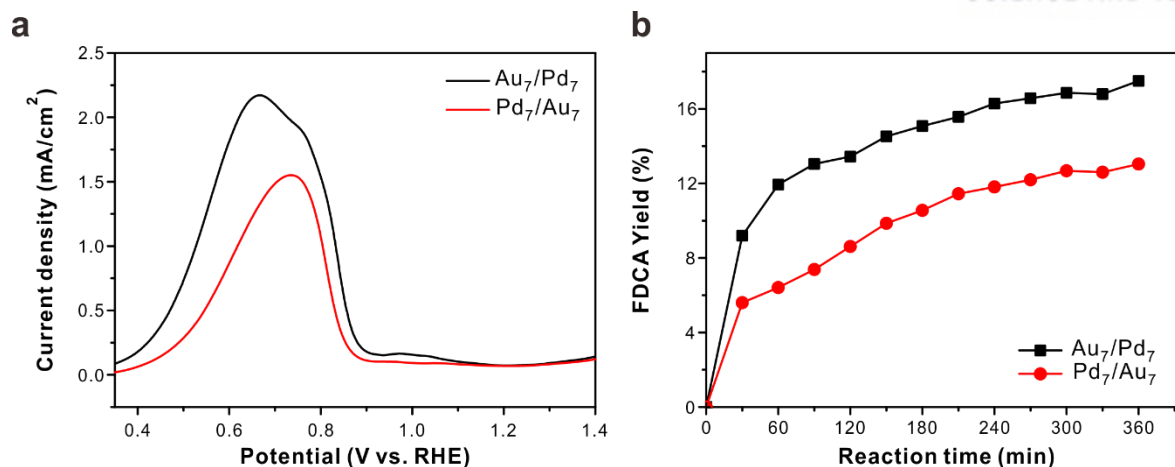 a
b
2.5
2.0
1.5
1.0
0.5
0.0
Current density (mA/cm²)
Au₇/Pd₇
Pd₇/Au₇
0.4 0.6 0.8 1.0 1.2 1.4
Potential (V vs. RHE)
16
12
8
4
0
FDCA Yield (%)
Au₇/Pd₇
Pd₇/Au₇
0 60 120 180 240 300 360
Reaction time (min)